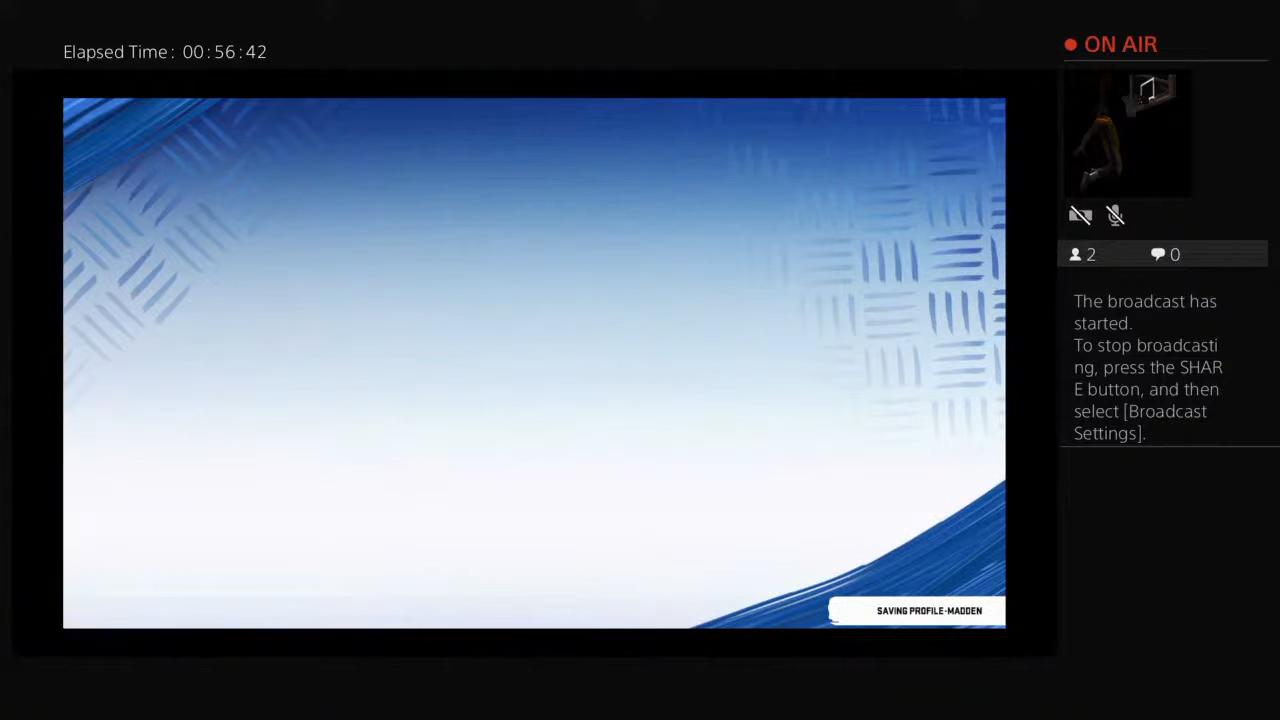 Elapsed Time: 00:56:42
ON AIR
2
0
The broadcast has
started.
To stop broadcasti
ng, press the SHAR
E button, and then
select [Broadcast
Settings].
SAVING PROFILE-MADDEN